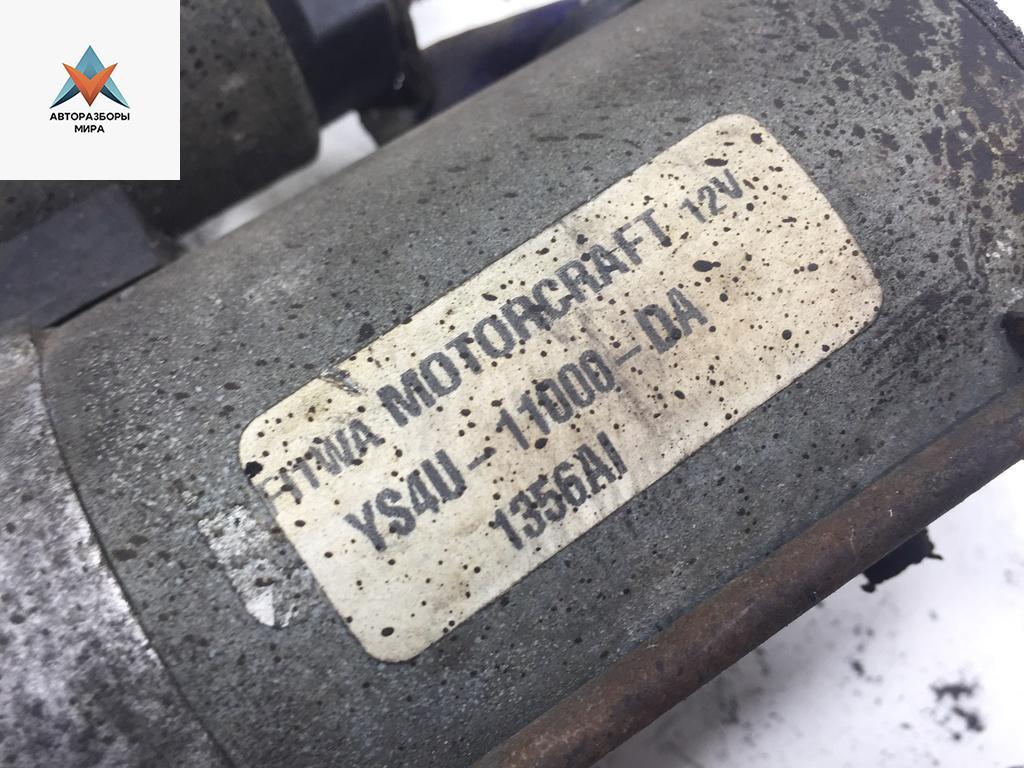 АВТОРАЗБОРЫ
МИРА
MOTORCRAFT 12V
YS4U-11000-DA
1356AI